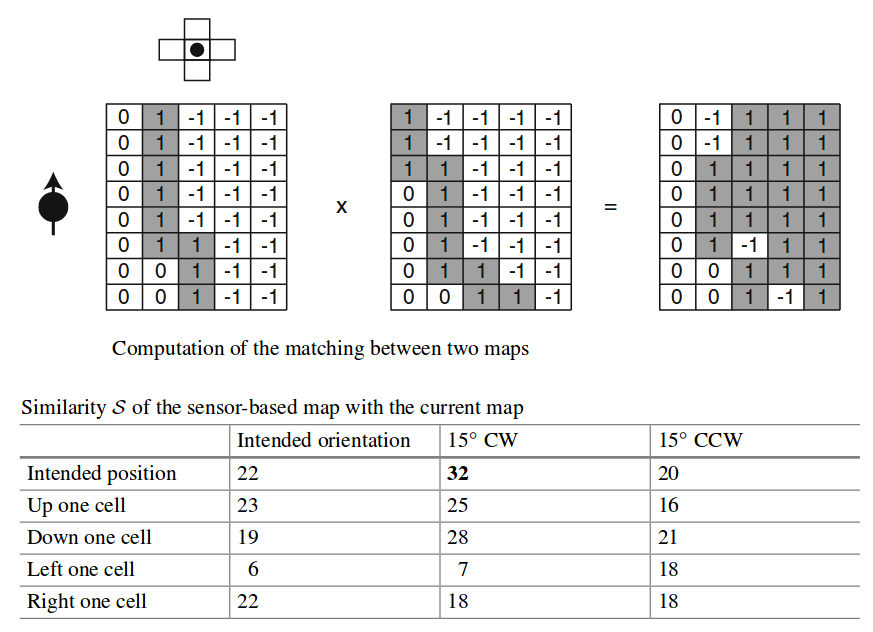 0 1 -1 -1 -1 1 -1 -1 -1 -1 0 -1 1 1 1
0 1 -1 -1 -1 1 -1 -1 -1 -1 0 -1 1 1 1
0 1 -1 -1 -1 1 1 -1 -1 -1 0 1 1 1 1
0 1 -1 -1 -1 0 1 -1 -1 -1 0 1 1 1 1
0 1 -1 -1 -1 x 0 1 -1 -1 -1 = 0 1 1 1 1
0 1 1 -1 -1 0 1 -1 -1 -1 0 1 -1 1 1
0 0 1 -1 -1 0 1 1 -1 -1 0 0 1 1 1
0 0 1 -1 -1 0 0 1 1 -1 0 0 1 -1 1
Computation of the matching between two maps
Similarity S of the sensor-based map with the current map
Intended orientation 15° CW 15° CCW
Intended position 22 32 20
Up one cell 23 25 16
Down one cell 19 28 21
Left one cell 6 7 18
Right one cell 22 18 18